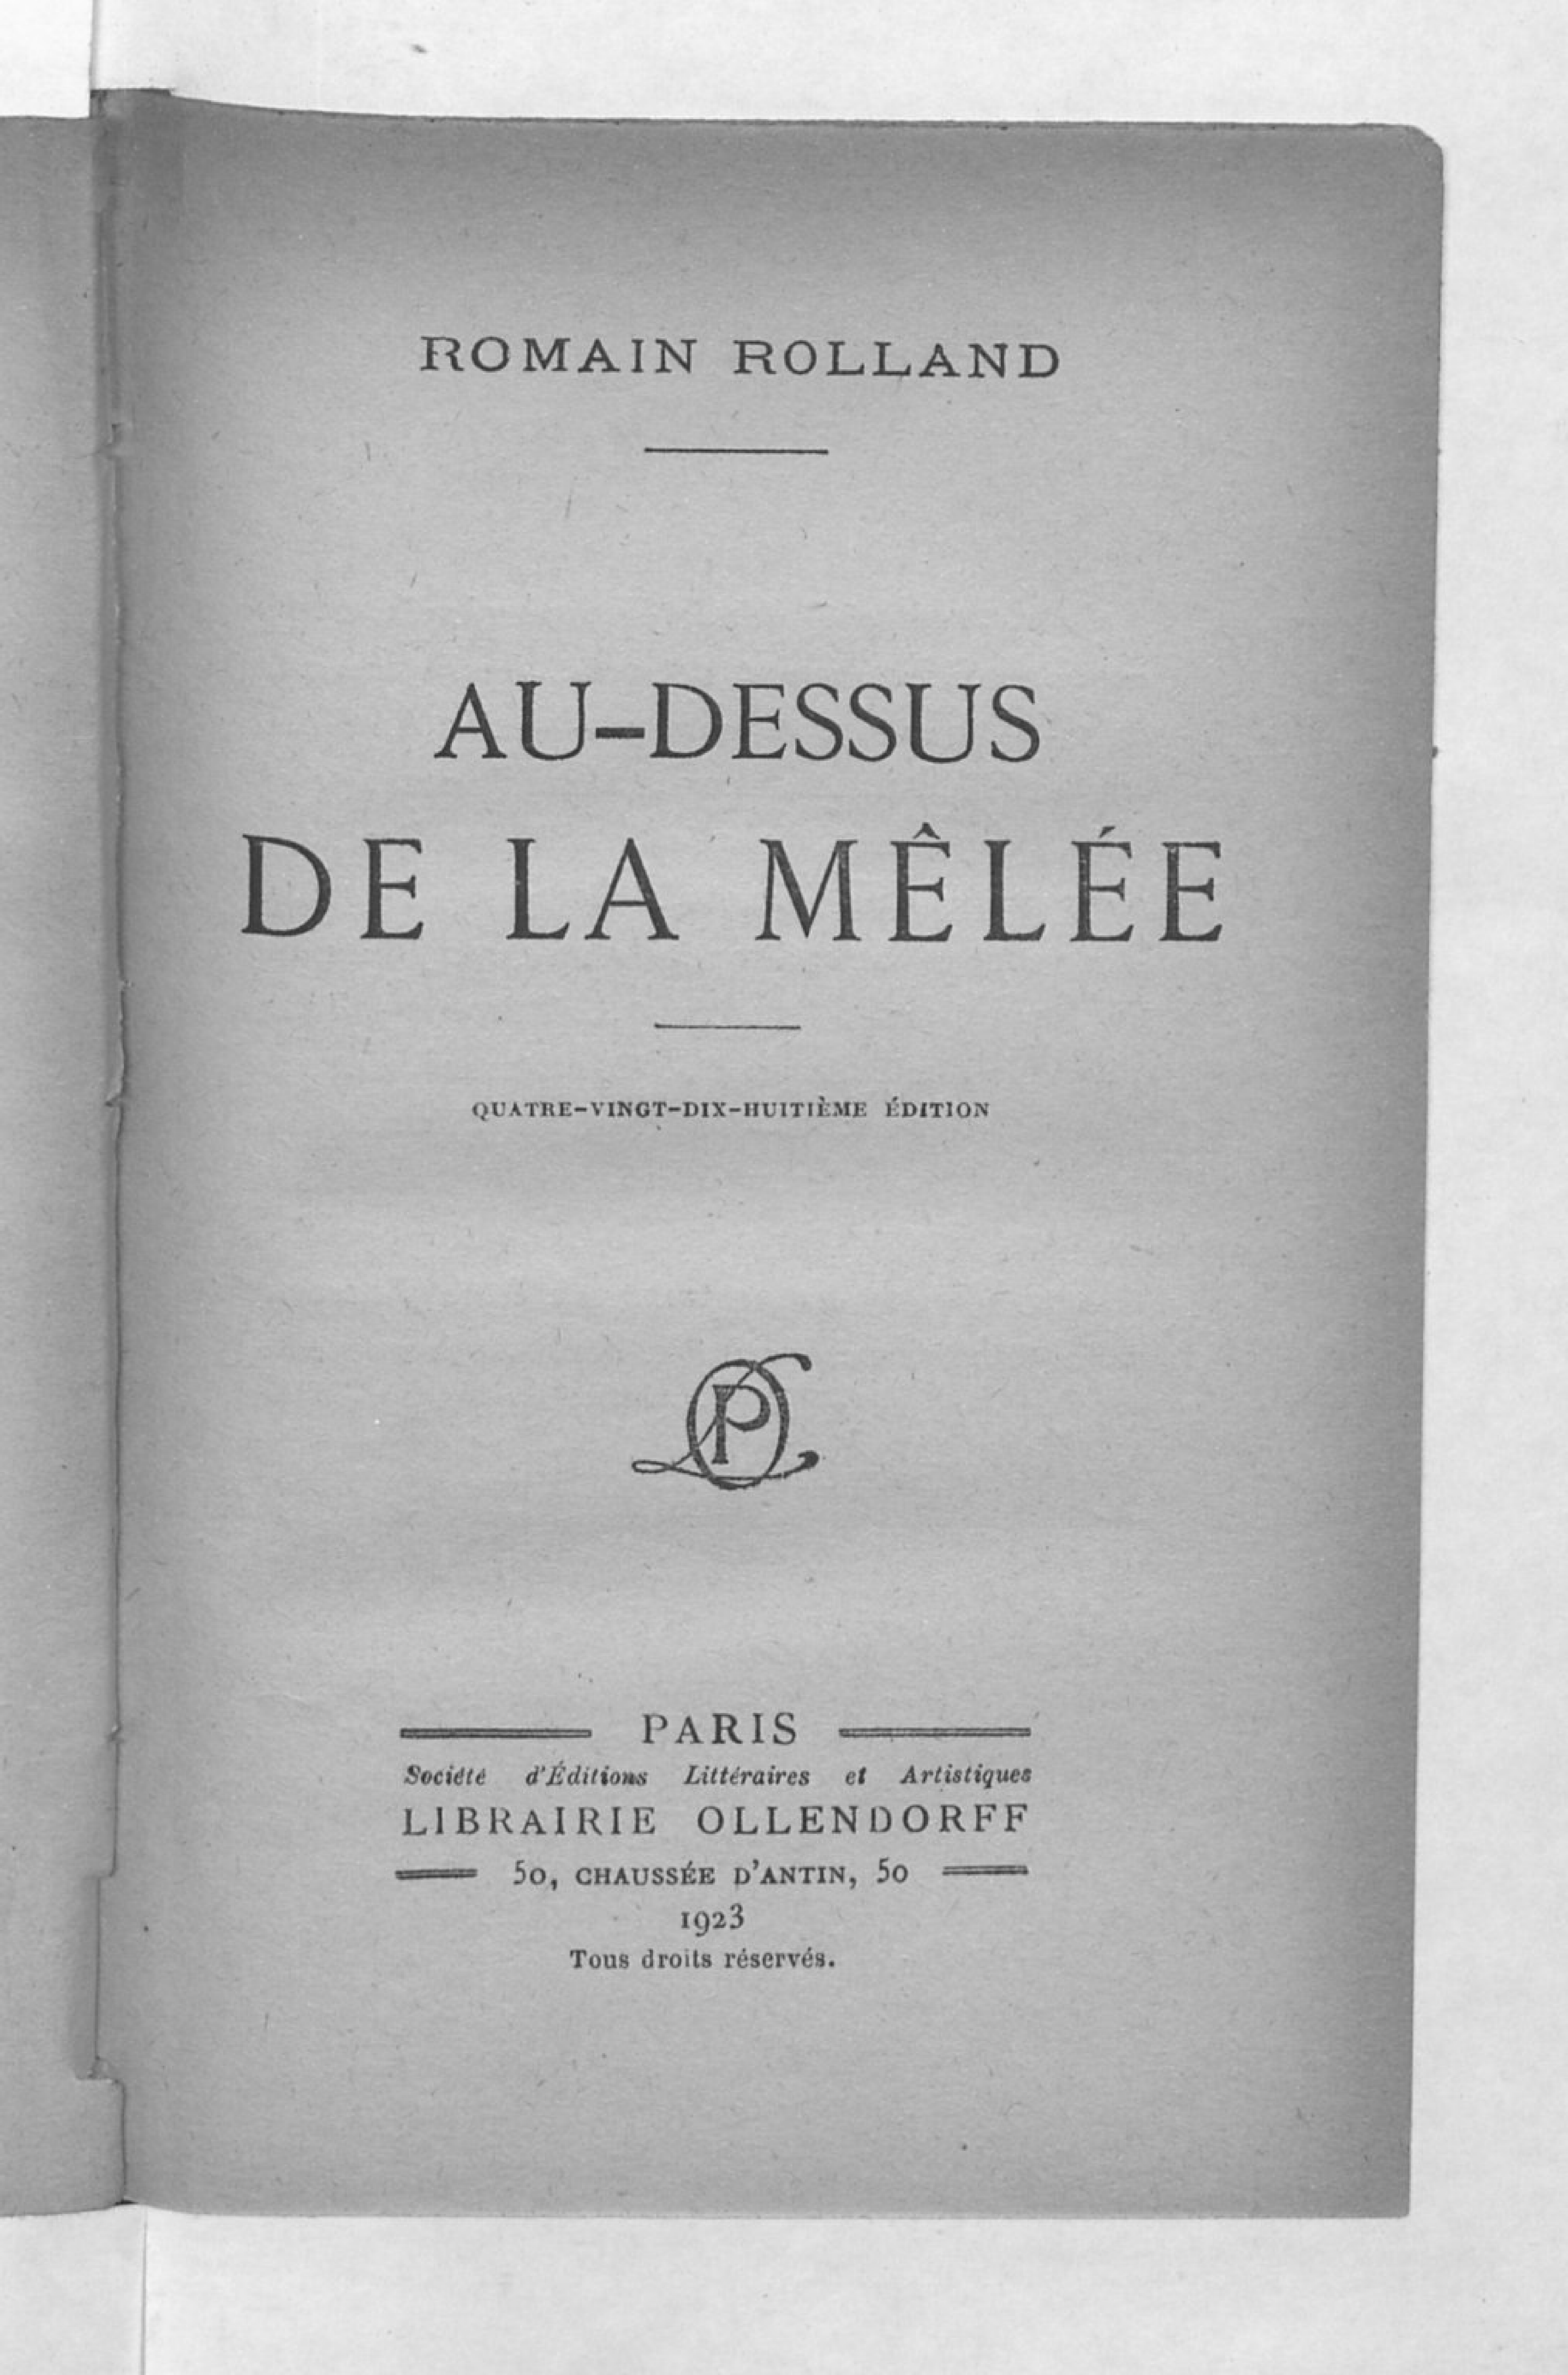 ROMAIN ROLLAND
AU-DESSUS
DE LA MÊLÉE
QUATRE-VINGT-DIX-HUITIÈME ÉDITION
PARIS
Société d'Éditions Littéraires et Artistiques
LIBRAIRIE OLLENDORFF
50, CHAUSSÉE D'ANTIN, 50
1923
Tous droits réservés.